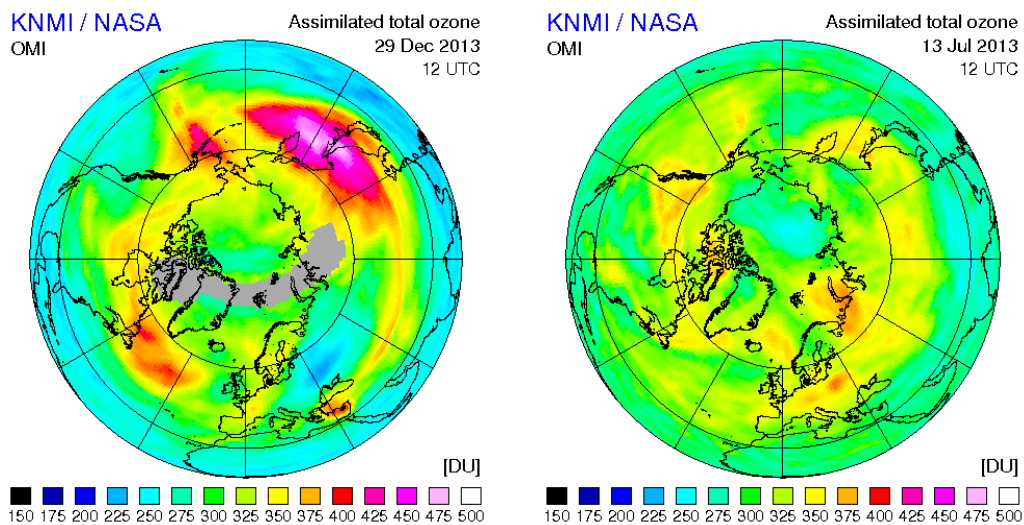 KNMI / NASA
OMI
Assimilated total ozone
29 Dec 2013
12 UTC
[DU]
150 175 200 225 250 275 300 325 350 375 400 425 450 475 500
KNMI / NASA
OMI
Assimilated total ozone
13 Jul 2013
12 UTC
[DU]
150 175 200 225 250 275 300 325 350 375 400 425 450 475 500